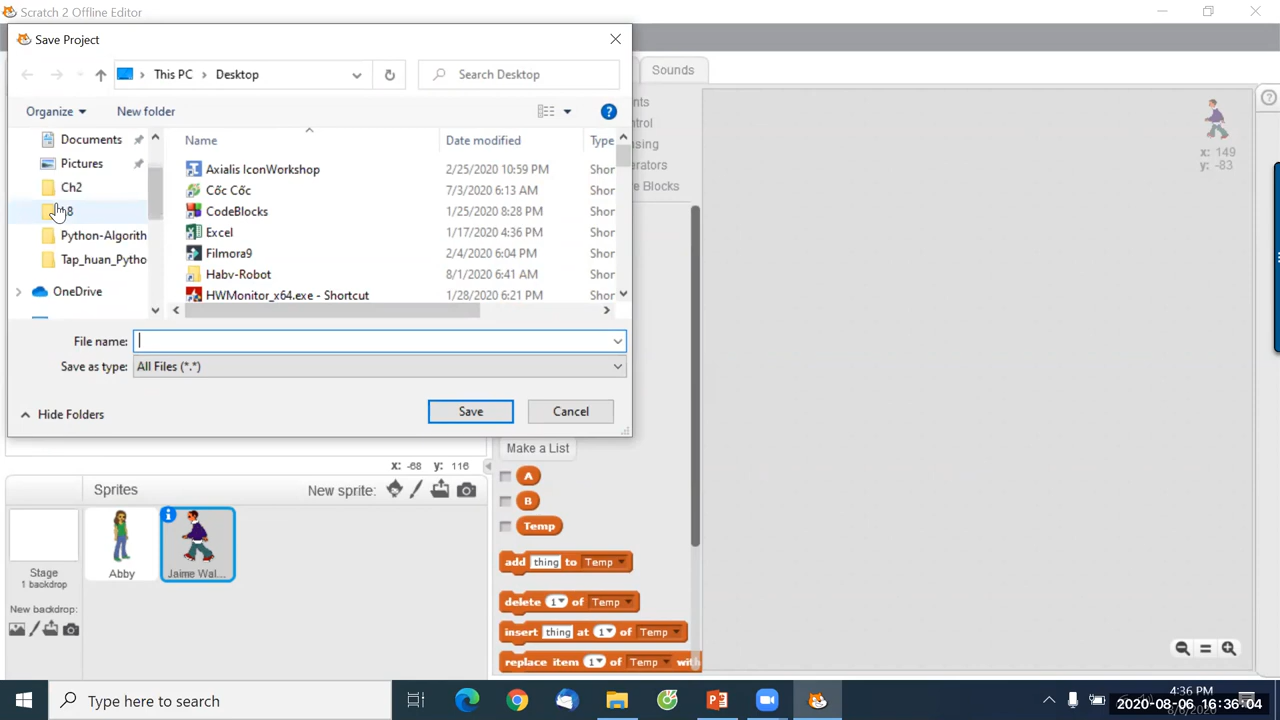 Scratch 2 Offline Editor
Save Project
This PC
Desktop
Search Desktop
Organize
New folder
Documents
Pictures
Ch2
Python-Algorith
Tap_huan_Pytho
OneDrive
Name
Date modified
Type
Axialis IconWorkshop 2/25/2020 10:59 PM Shor
Cốc Cốc 7/3/2020 6:13 AM Shor
CodeBlocks 1/25/2020 8:28 PM Shor
Excel 1/17/2020 4:36 PM Shor
Filmora9 2/4/2020 6:04 PM Shor
Haby-Robot 8/1/2020 6:41 AM Shor
HWMonitor_x64.exe - Shortcut 1/28/2020 6:21 PM Shor
File name:
Save as type: All Files (*.*)
Hide Folders
Save
Cancel
Sounds
nts
ntrol
sing
erators
e Blocks
x: 149
y: -83
x: -68 y: 116
Sprites
New sprite:
Stage
1 backdrop
New backdrop:
Abby
Jaime Wal...
Make a List
A
B
Temp
add thing to Temp
delete 1 of Temp
insert thing at 1 of Temp
replace item 1 of Temp with
Type here to search
4:36 PM
2020-08-06 16:36:04